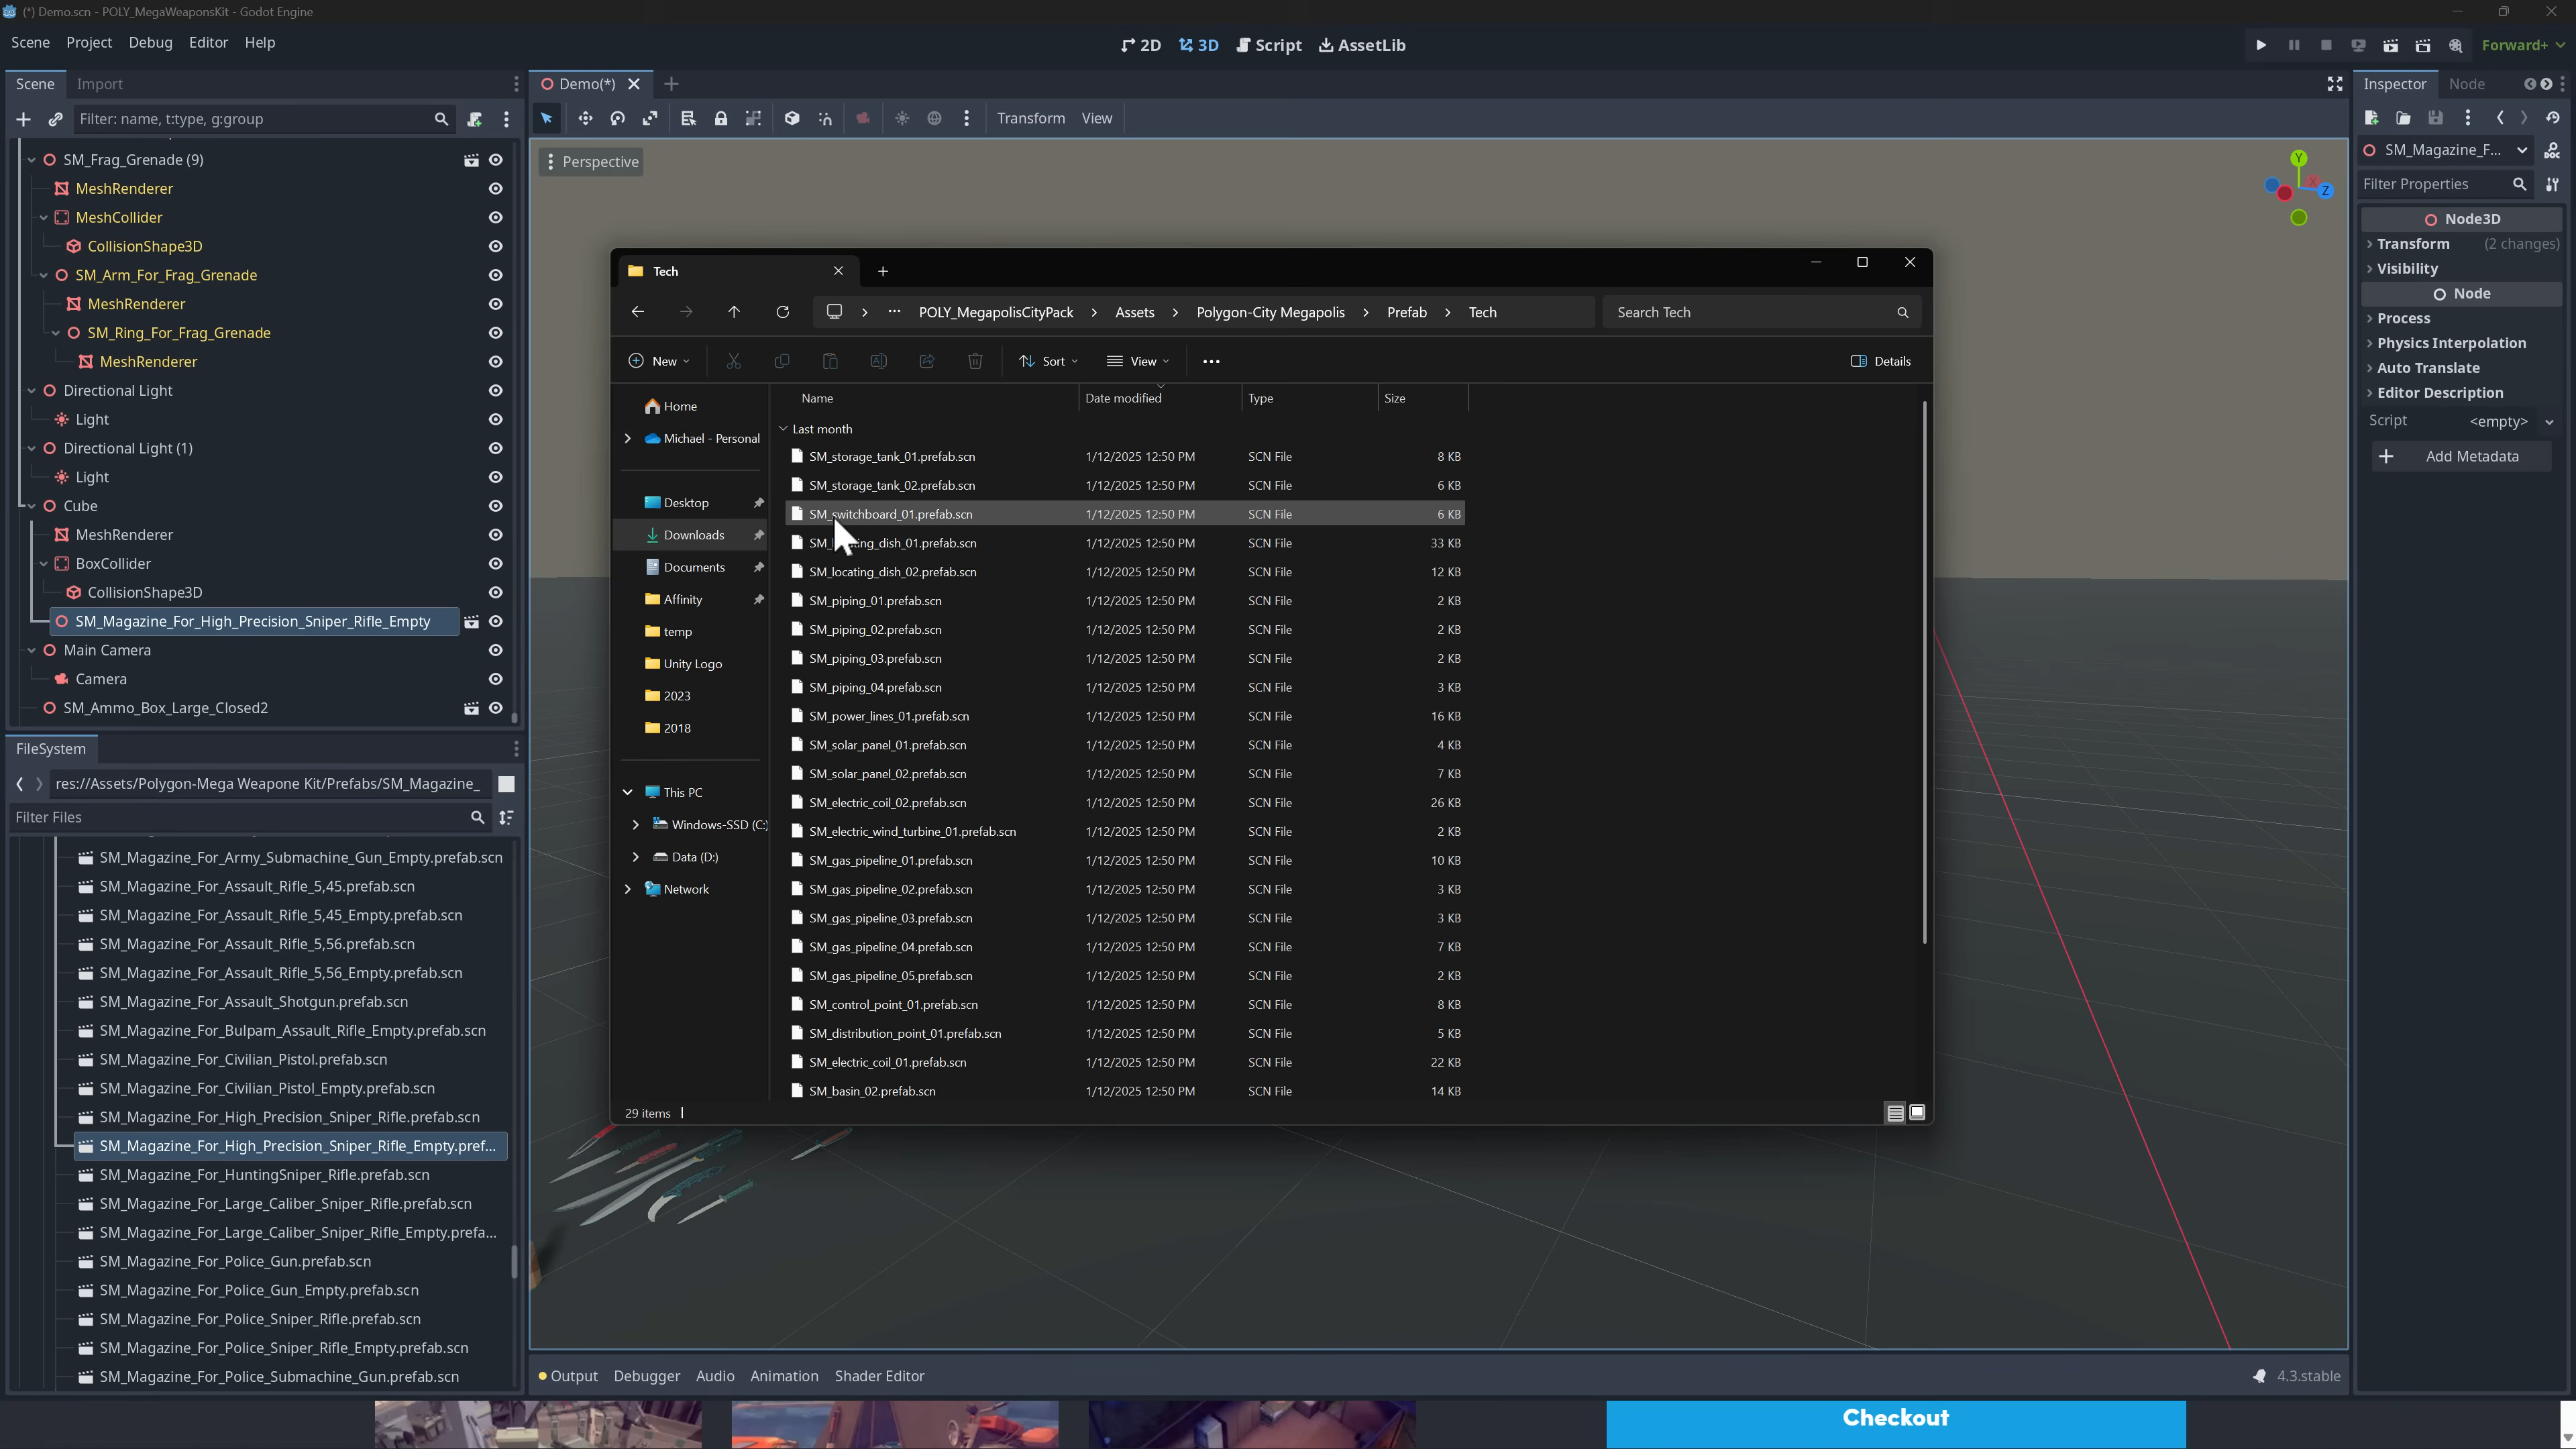 (*) Demo.scn - POLY_MegaWeaponsKit - Godot Engine
Scene Project Debug Editor Help
2D 3D Script AssetLib
Forward+
Scene Import
Filter: name, t:type, g:group
SM_Frag_Grenade (9)
MeshRenderer
MeshCollider
CollisionShape3D
SM_Arm_For_Frag_Grenade
MeshRenderer
SM_Ring_For_Frag_Grenade
MeshRenderer
Directional Light
Light
Directional Light (1)
Light
Cube
MeshRenderer
BoxCollider
CollisionShape3D
SM_Magazine_For_High_Precision_Sniper_Rifle_Empty
Main Camera
Camera
SM_Ammo_Box_Large_Closed2
FileSystem
res://Assets/Polygon-Mega Weapone Kit/Prefabs/SM_Magazine_
Filter Files
SM_Magazine_For_Army_Submachine_Gun_Empty.prefab.scn
SM_Magazine_For_Assault_Rifle_5,45.prefab.scn
SM_Magazine_For_Assault_Rifle_5,45_Empty.prefab.scn
SM_Magazine_For_Assault_Rifle_5,56.prefab.scn
SM_Magazine_For_Assault_Rifle_5,56_Empty.prefab.scn
SM_Magazine_For_Assault_Shotgun.prefab.scn
SM_Magazine_For_Bulpam_Assault_Rifle_Empty.prefab.scn
SM_Magazine_For_Civilian_Pistol.prefab.scn
SM_Magazine_For_Civilian_Pistol_Empty.prefab.scn
SM_Magazine_For_High_Precision_Sniper_Rifle.prefab.scn
SM_Magazine_For_High_Precision_Sniper_Rifle_Empty.pref...
SM_Magazine_For_HuntingSniper_Rifle.prefab.scn
SM_Magazine_For_Large_Caliber_Sniper_Rifle.prefab.scn
SM_Magazine_For_Large_Caliber_Sniper_Rifle_Empty.prefa...
SM_Magazine_For_Police_Gun.prefab.scn
SM_Magazine_For_Police_Gun_Empty.prefab.scn
SM_Magazine_For_Police_Sniper_Rifle.prefab.scn
SM_Magazine_For_Police_Sniper_Rifle_Empty.prefab.scn
SM_Magazine_For_Police_Submachine_Gun.prefab.scn
Demo(*)
Transform View
Perspective
Y
X
Z
Tech
POLY_MegapolisCityPack > Assets > Polygon-City Megapolis > Prefab > Tech
Search Tech
New Sort View Details
Home
Michael - Personal
Desktop
Downloads
Documents
Affinity
temp
Unity Logo
2023
2018
This PC
Windows-SSD (C:)
Data (D:)
Network
Name Date modified Type Size
Last month
SM_storage_tank_01.prefab.scn 1/12/2025 12:50 PM SCN File 8 KB
SM_storage_tank_02.prefab.scn 1/12/2025 12:50 PM SCN File 6 KB
SM_switchboard_01.prefab.scn 1/12/2025 12:50 PM SCN File 6 KB
ng_dish_01.prefab.scn 1/12/2025 12:50 PM SCN File 33 KB
SM_locating_dish_02.prefab.scn 1/12/2025 12:50 PM SCN File 12 KB
SM_piping_01.prefab.scn 1/12/2025 12:50 PM SCN File 2 KB
SM_piping_02.prefab.scn 1/12/2025 12:50 PM SCN File 2 KB
SM_piping_03.prefab.scn 1/12/2025 12:50 PM SCN File 2 KB
SM_piping_04.prefab.scn 1/12/2025 12:50 PM SCN File 3 KB
SM_power_lines_01.prefab.scn 1/12/2025 12:50 PM SCN File 16 KB
SM_solar_panel_01.prefab.scn 1/12/2025 12:50 PM SCN File 4 KB
SM_solar_panel_02.prefab.scn 1/12/2025 12:50 PM SCN File 7 KB
SM_electric_coil_02.prefab.scn 1/12/2025 12:50 PM SCN File 26 KB
SM_electric_wind_turbine_01.prefab.scn 1/12/2025 12:50 PM SCN File 2 KB
SM_gas_pipeline_01.prefab.scn 1/12/2025 12:50 PM SCN File 10 KB
SM_gas_pipeline_02.prefab.scn 1/12/2025 12:50 PM SCN File 3 KB
SM_gas_pipeline_03.prefab.scn 1/12/2025 12:50 PM SCN File 3 KB
SM_gas_pipeline_04.prefab.scn 1/12/2025 12:50 PM SCN File 7 KB
SM_gas_pipeline_05.prefab.scn 1/12/2025 12:50 PM SCN File 2 KB
SM_control_point_01.prefab.scn 1/12/2025 12:50 PM SCN File 8 KB
SM_distribution_point_01.prefab.scn 1/12/2025 12:50 PM SCN File 5 KB
SM_electric_coil_01.prefab.scn 1/12/2025 12:50 PM SCN File 22 KB
SM_basin_02.prefab.scn 1/12/2025 12:50 PM SCN File 14 KB
29 items
Output Debugger Audio Animation Shader Editor
4.3.stable
Inspector Node
SM_Magazine_F...
DOC
Filter Properties
Node3D
Transform (2 changes)
Visibility
Node
Process
Physics Interpolation
Auto Translate
Editor Description
Script <empty>
Add Metadata
Checkout